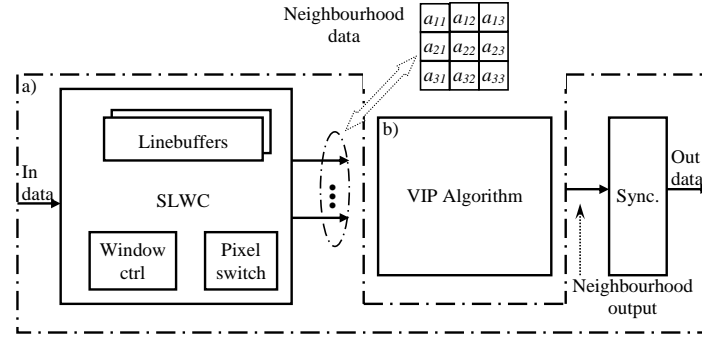 Neighbourhood
data
a11 a12 a13
a21 a22 a23
a31 a32 a33
a)
Linebuffers
In
data
SLWC
Window
ctrl
Pixel
switch
b)
VIP Algorithm
Sync.
Out
data
Neighbourhood
output